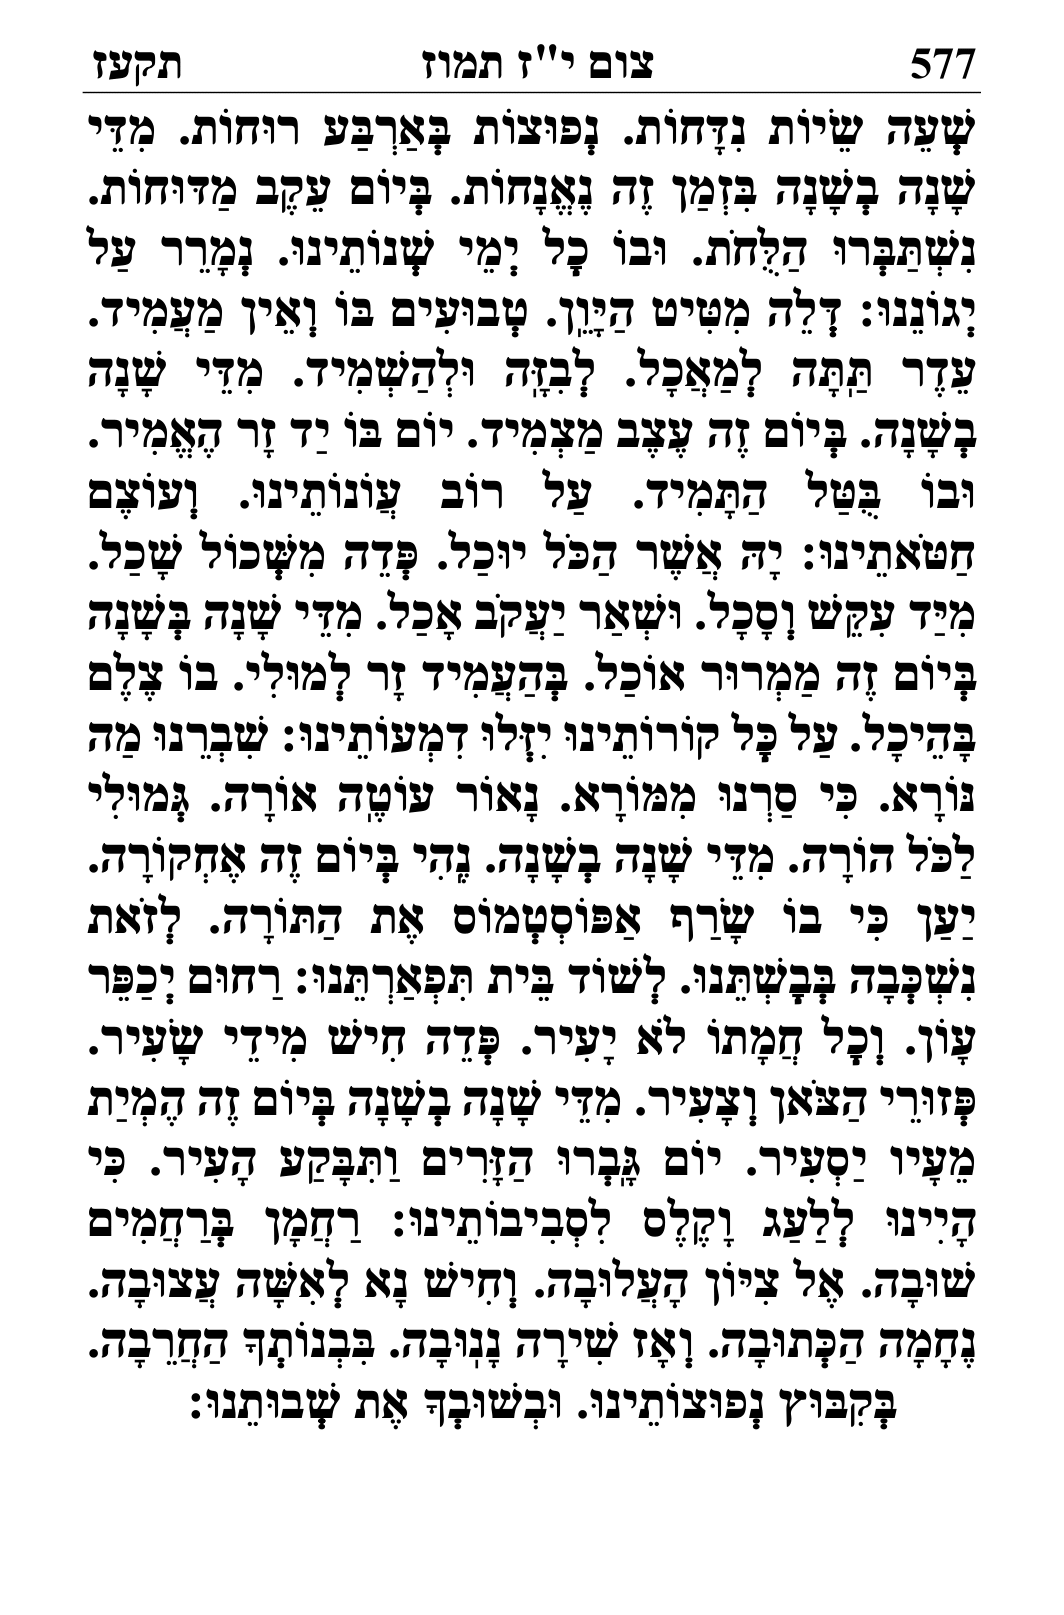 577 צום י"ז תמוז תקעז
שְׁעֵה שֵׂיוֹת נִדָּחוֹת. נְפוּצוֹת בְּאַרְבַּע רוּחוֹת. מִדֵּי
שָׁנָה בְשָׁנָה בִּזְמַן זֶה נֶאֱנָחוֹת. בְּיוֹם עֵקֶב מַדּוּחוֹת.
נִשְׁתַּבְּרוּ הַלֻּחֹת. וּבוֹ כָל יְמֵי שְׁנוֹתֵינוּ. נְמָרֵר עַל
יְגוֹנֵנוּ: דְּלֵה מִטִּיט הַיָּוֵן. טְבוּעִים בּוֹ וְאֵין מַעֲמִיד.
עֵדֶר תַּתָּה לְמַאֲכָל. לְבִזָּה וּלְהַשְׁמִיד. מִדֵּי שָׁנָה
בְשָׁנָה. בְּיוֹם זֶה עֶצֶב מַצְמִיד. יוֹם בּוֹ יַד זָר הֶאֱמִיר.
וּבוֹ בֻּטַּל הַתָּמִיד. עַל רוֹב עֲוֹנוֹתֵינוּ. וְעוֹצֶם
חַטֹּאתֵינוּ: יָהּ אֲשֶׁר הַכֹּל יוּכַל. פְּדֵה מִשְּׁכוֹל שָׁכַל.
מִיַּד עִקֵּשׁ וְסָכָל. וּשְׁאַר יַעֲקֹב אָכַל. מִדֵּי שָׁנָה בְּשָׁנָה
בְּיוֹם זֶה מַמְרוּר אוֹכַל. בְּהַעֲמִיד זָר לְמוּלִי. בוֹ צֶלֶם
בָּהֵיכָל. עַל כָּל קוֹרוֹתֵינוּ יִזְּלוּ דִמְעוֹתֵינוּ: שִׁבְרֵנוּ מַה
נּוֹרָא. כִּי סַרְנוּ מִמּוֹרָא. נָאוֹר עוֹטֶה אוֹרָה. גְּמוּלִי
לַכֹּל הוֹרָה. מִדֵּי שָׁנָה בְשָׁנָה. נְהִי בְּיוֹם זֶה אֶחְקוֹרָה.
יַעַן כִּי בוֹ שָׂרַף אַפּוֹסְטְמוֹס אֶת הַתּוֹרָה. לְזֹאת
נִשְׁכְּבָה בְּבָשְׁתֵּנוּ. לְשׁוֹד בֵּית תִּפְאַרְתֵּנוּ: רַחוּם יְכַפֵּר
עָוֹן. וְכָל חֲמָתוֹ לֹא יָעִיר. פְּדֵה חִישׁ מִידֵי שָׂעִיר.
פְּזוּרֵי הַצֹּאן וְצָעִיר. מִדֵּי שָׁנָה בְשָׁנָה בְּיוֹם זֶה הֶמְיַת
מֵעָיו יַסְעִיר. יוֹם גָּבְרוּ הַזָּרִים וַתִּבָּקַע הָעִיר. כִּי
הָיִינוּ לְלַעַג וָקֶלֶס לִסְבִיבוֹתֵינוּ: רַחֲמָן בְּרַחֲמִים
שׁוּבָה. אֶל צִיּוֹן הָעֲלוּבָה. וְחִישׁ נָא לְאִשָּׁה עֲצוּבָה.
נֶחָמָה הַכְּתוּבָה. וְאָז שִׁירָה נָנוּבָה. בִּבְנוֹתְךָ הַחֲרֵבָה.
בְּקִבּוּץ נְפוּצוֹתֵינוּ. וּבְשׁוּבְךָ אֶת שְׁבוּתֵנוּ: